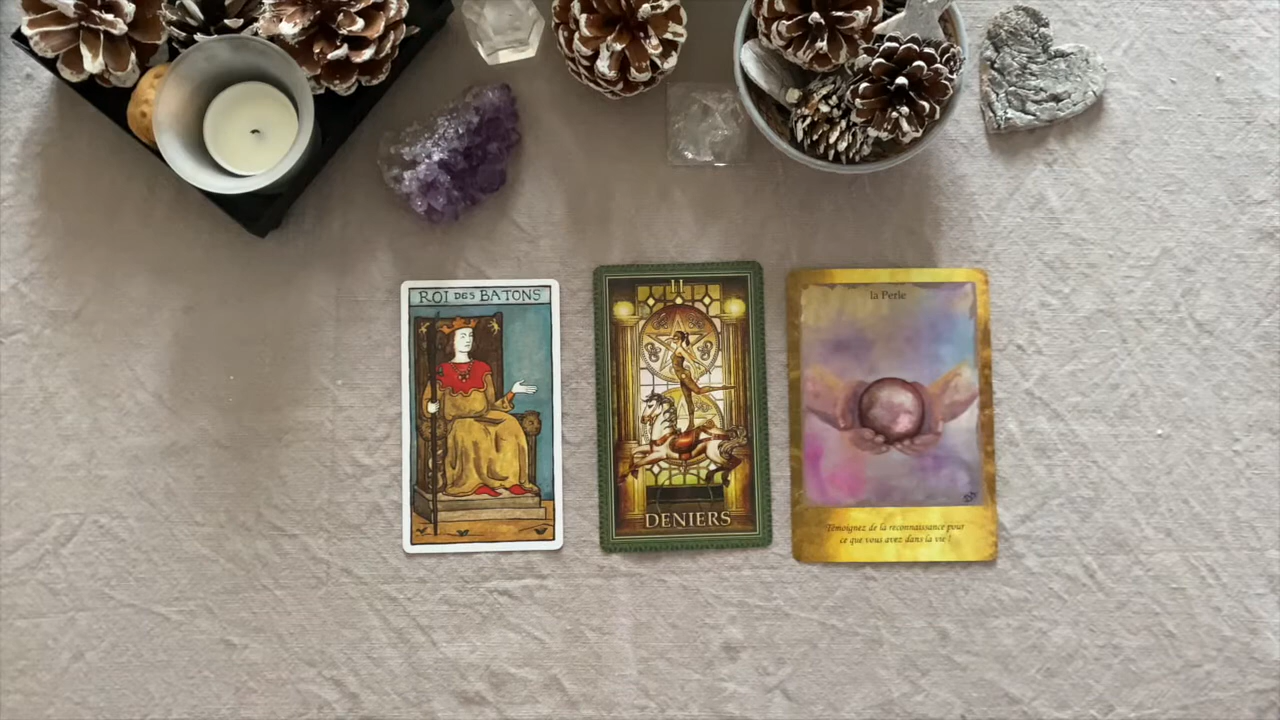 ROI DES BATONS
II
DENIERS
la Perle
Témoignez de la reconnaissance pour
ce que vous avez dans la vie !